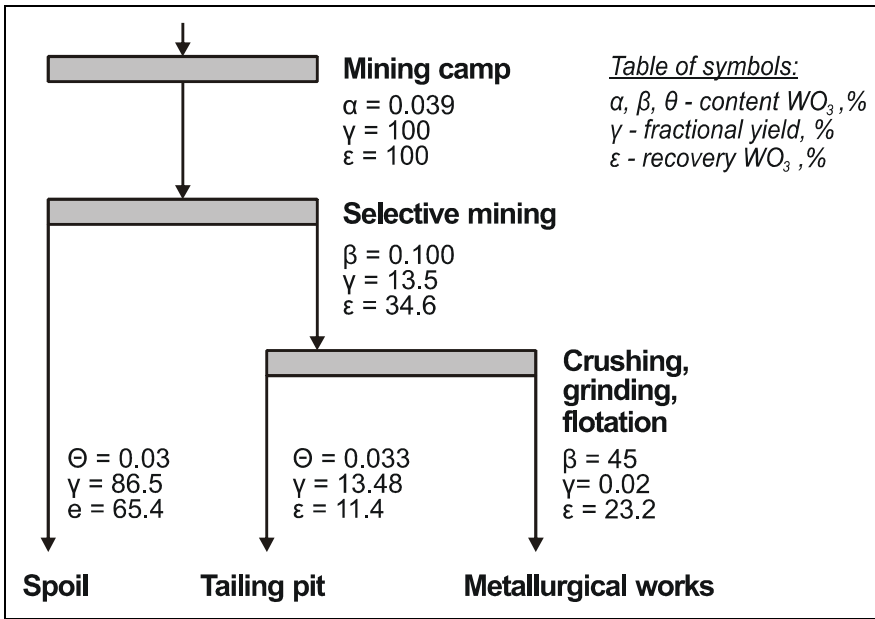 Mining camp
α = 0.039
γ = 100
ε = 100
Table of symbols:
α, β, θ - content WO₃ ,%
γ - fractional yield, %
ε - recovery WO₃ ,%
Selective mining
β = 0.100
γ = 13.5
ε = 34.6
Crushing,
grinding,
flotation
β = 45
γ= 0.02
ε = 23.2
Θ = 0.03
γ = 86.5
e = 65.4
Θ = 0.033
γ = 13.48
ε = 11.4
Spoil
Tailing pit
Metallurgical works